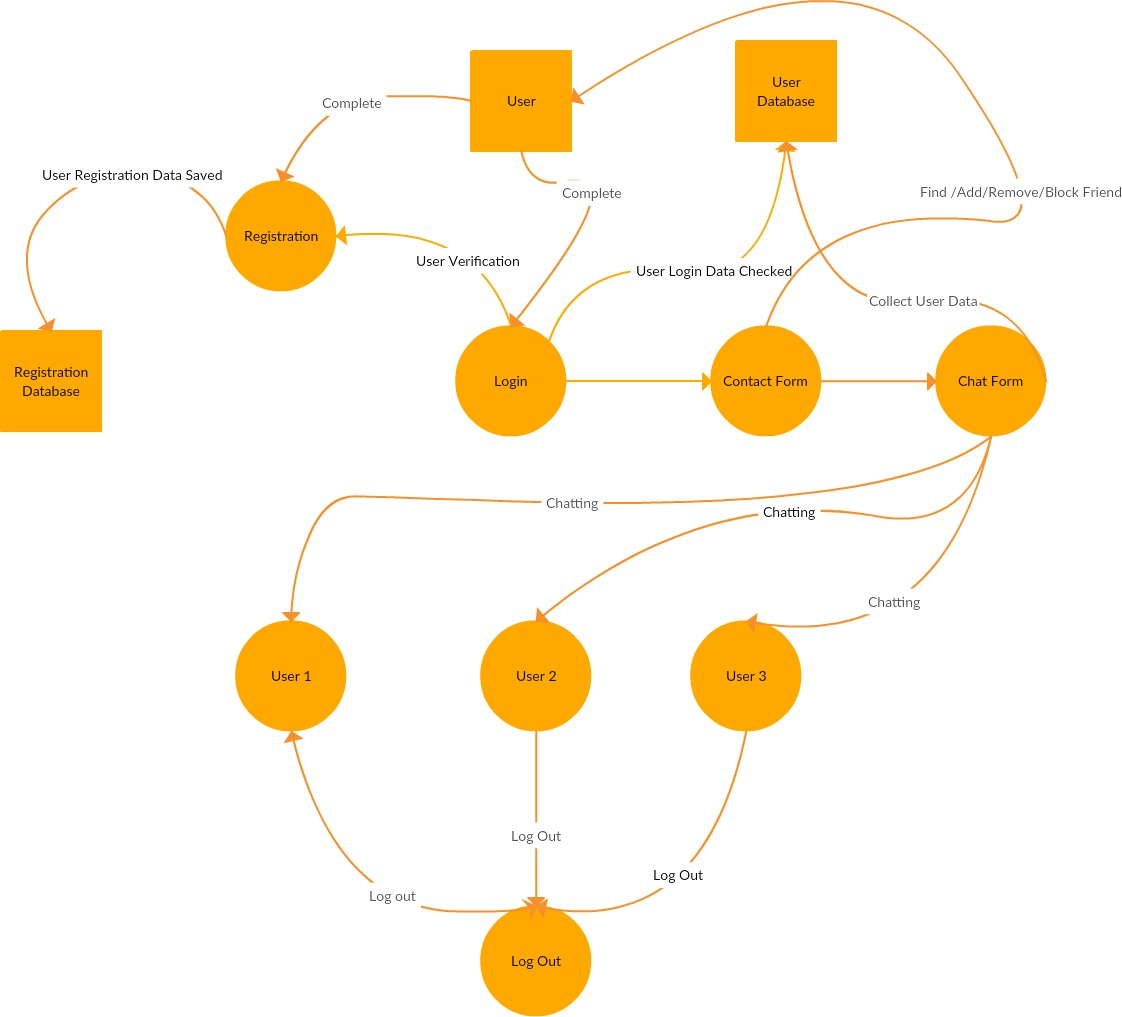 User
User
Database
Complete
User Registration Data Saved
Complete
Find /Add/Remove/Block Friend
Registration
User Verification
User Login Data Checked
Collect User Data
Registration
Database
Login
Contact Form
Chat Form
Chatting
Chatting
Chatting
User 1
User 2
User 3
Log Out
Log Out
Log out
Log Out